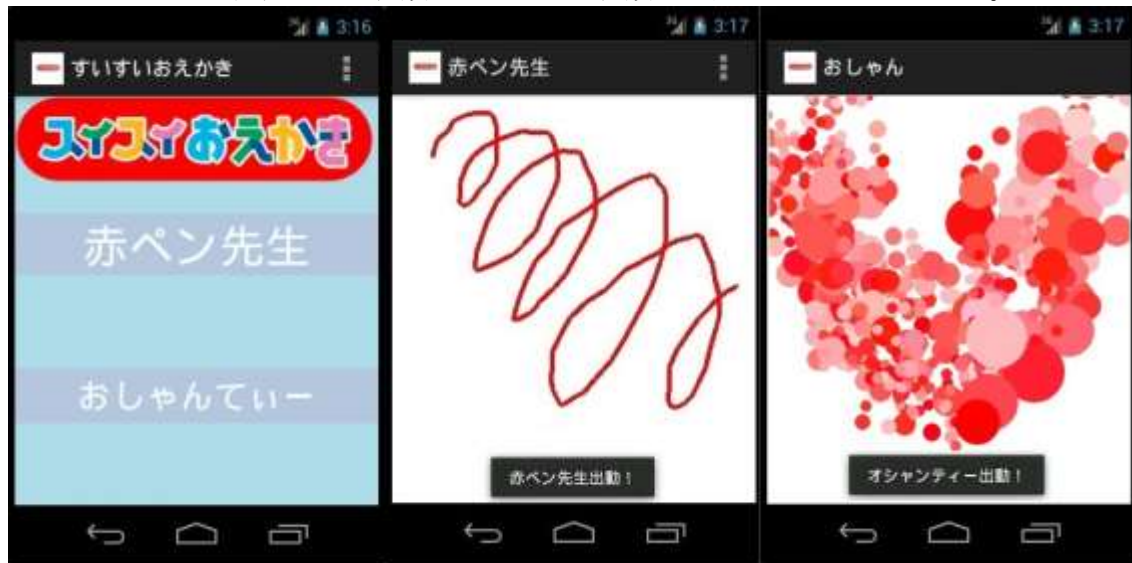 3G 3:16
すいすいおえかき
スイスイおえかき
赤ペン先生
おしゃんてぃー
3G 3:17
赤ペン先生
赤ペン先生出動！
3G 3:17
おしゃん
オシャンティー出動！